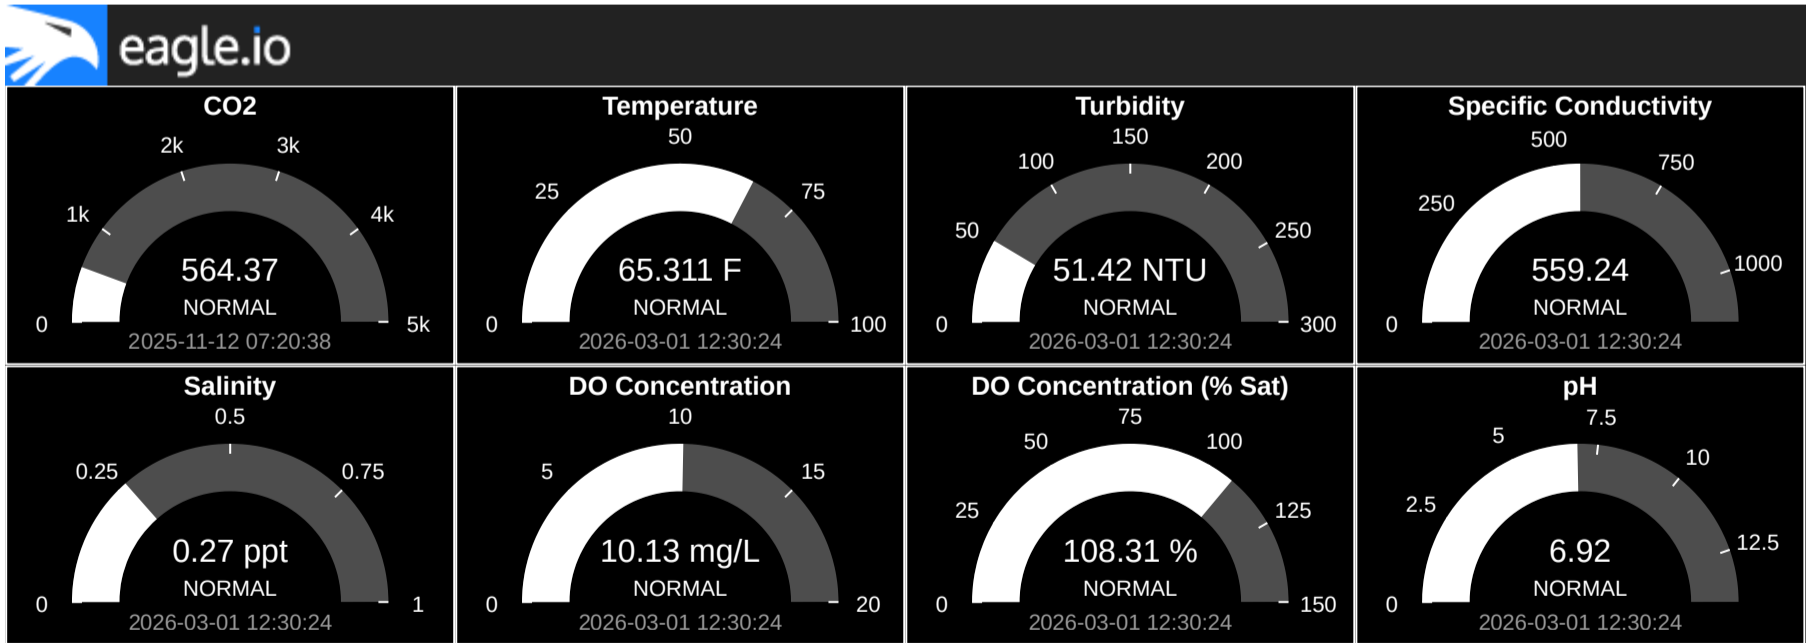 eagle.io
CO2
0
1k
2k
3k
4k
5k
564.37
NORMAL
2025-11-12 07:20:38
Temperature
0
25
50
75
100
65.311 F
NORMAL
2026-03-01 12:30:24
Turbidity
0
50
100
150
200
250
300
51.42 NTU
NORMAL
2026-03-01 12:30:24
Specific Conductivity
0
250
500
750
1000
559.24
NORMAL
2026-03-01 12:30:24
Salinity
0
0.25
0.5
0.75
1
0.27 ppt
NORMAL
2026-03-01 12:30:24
DO Concentration
0
5
10
15
20
10.13 mg/L
NORMAL
2026-03-01 12:30:24
DO Concentration (% Sat)
0
25
50
75
100
125
150
108.31 %
NORMAL
2026-03-01 12:30:24
pH
0
2.5
5
7.5
10
12.5
6.92
NORMAL
2026-03-01 12:30:24